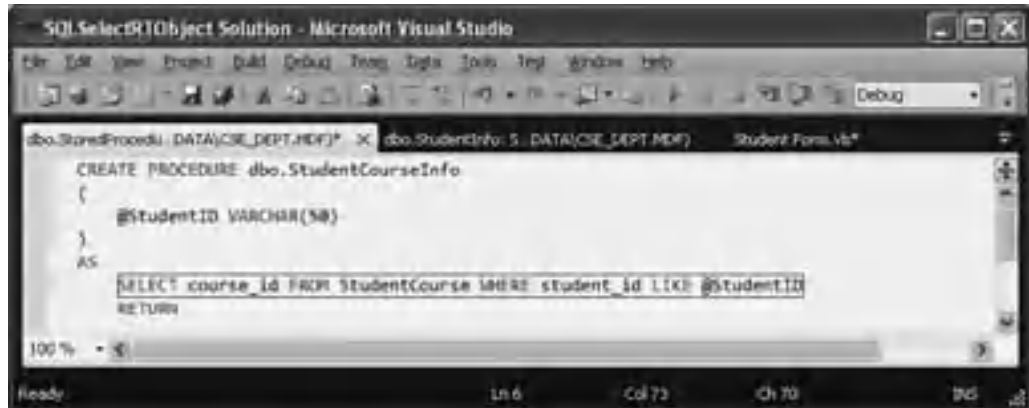 SQLSelectRTObject Solution - Microsoft Visual Studio
File Edit View Project Build Debug Team Data Tools Test Window Help
Debug
dbo.StoredProcedu...DATA\CSE_DEPT.MDF)* dbo.StudentInfo: S...DATA\CSE_DEPT.MDF) Student Form.vb*
CREATE PROCEDURE dbo.StudentCourseInfo
(
@StudentID VARCHAR(50)
)
AS
SELECT course_id FROM StudentCourse WHERE student_id LIKE @StudentID
RETURN
100 %
Ready Ln 6 Col 73 Ch 70 INS